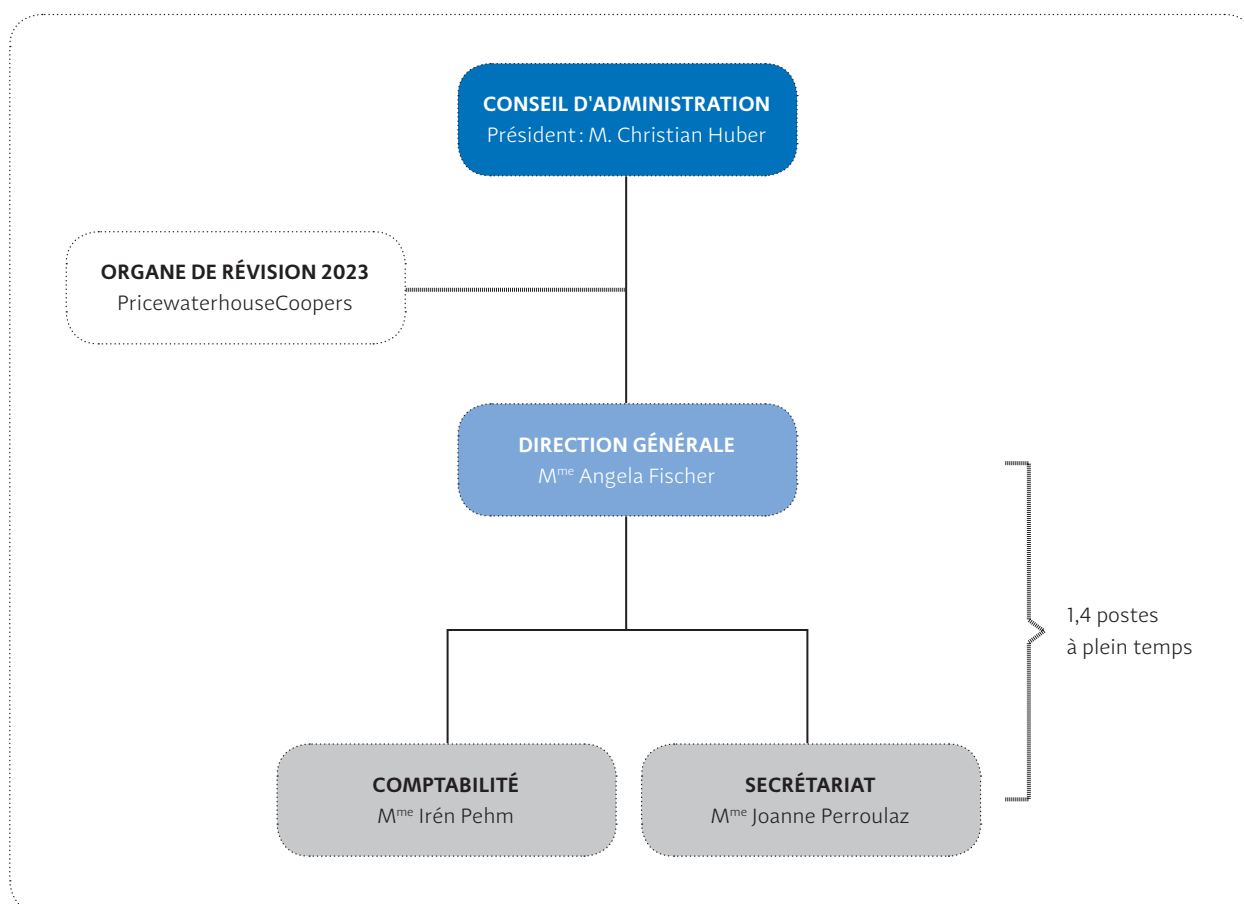 CONSEIL D'ADMINISTRATION
Président : M. Christian Huber
ORGANE DE RÉVISION 2023
PricewaterhouseCoopers
DIRECTION GÉNÉRALE
Mme Angela Fischer
1,4 postes
à plein temps
COMPTABILITÉ
Mme Irén Pehm
SECRÉTARIAT
Mme Joanne Perroulaz